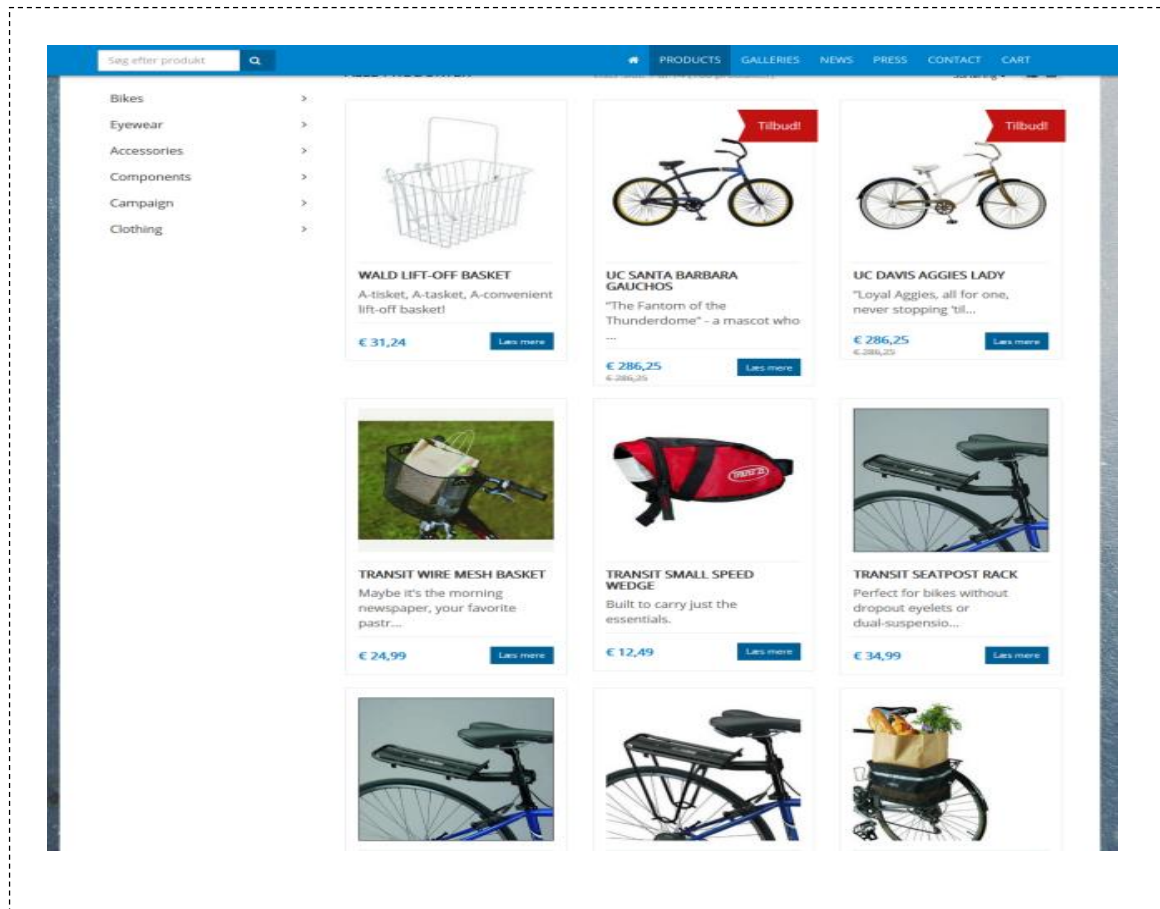 Søg efter produkt
PRODUCTS GALLERIES NEWS PRESS CONTACT CART
Bikes
Eyewear
Accessories
Components
Campaign
Clothing
Tilbud!
Tilbud!
WALD LIFT-OFF BASKET
A-tisket, A-tasket, A-convenient
lift-off basket!
€ 31,24 Læs mere
UC SANTA BARBARA
GAUCHOS
"The Fantom of the
Thunderdome" - a mascot who
...
€ 286,25 Læs mere
€ 286,25
UC DAVIS AGGIES LADY
"Loyal Aggies, all for one,
never stopping 'til...
€ 286,25 Læs mere
€ 286,25
TRANSIT WIRE MESH BASKET
Maybe it's the morning
newspaper, your favorite
pastr...
€ 24,99 Læs mere
TRANSIT SMALL SPEED
WEDGE
Built to carry just the
essentials.
€ 12,49 Læs mere
TRANSIT SEATPOST RACK
Perfect for bikes without
dropout eyelets or
dual-suspensio...
€ 34,99 Læs mere